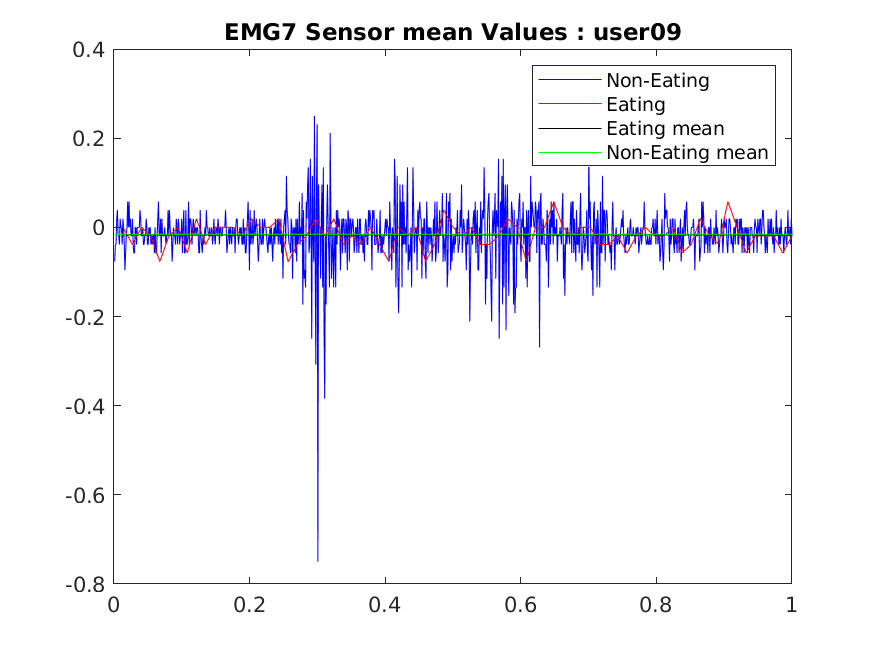 EMG7 Sensor mean Values : user09
0.4
0.2
0
-0.2
-0.4
-0.6
-0.8
0
0.2
0.4
0.6
0.8
1
Non-Eating
Eating
Eating mean
Non-Eating mean